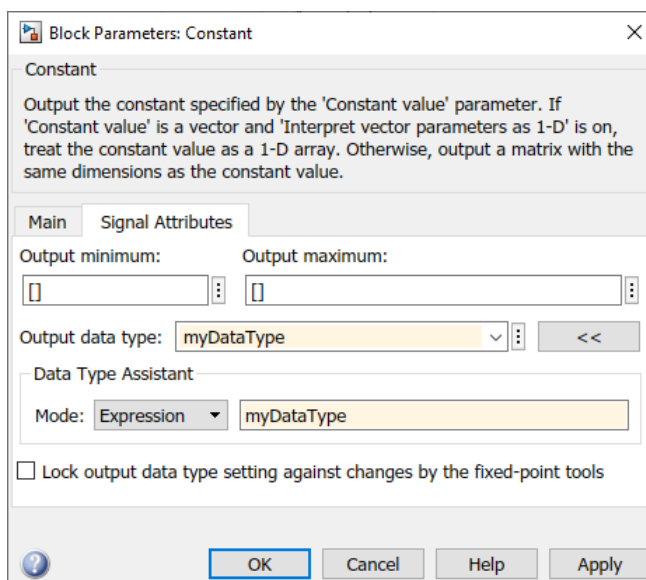 Block Parameters: Constant
Constant
Output the constant specified by the 'Constant value' parameter. If
'Constant value' is a vector and 'Interpret vector parameters as 1-D' is on,
treat the constant value as a 1-D array. Otherwise, output a matrix with the
same dimensions as the constant value.
Main Signal Attributes
Output minimum: Output maximum:
[] []
Output data type: myDataType <<
Data Type Assistant
Mode: Expression myDataType
Lock output data type setting against changes by the fixed-point tools
? OK Cancel Help Apply